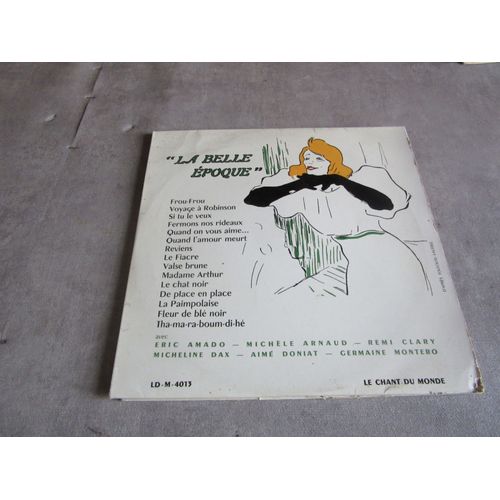 “LA BELLE
ÉPOQUE”
Frou-Frou
Voyage à Robinson
Si tu le veux
Fermons nos rideaux
Quand on vous aime...
Quand l'amour meurt
Reviens
Le Fiacre
Valse brune
Madame Arthur
Le chat noir
De place en place
La Paimpolaise
Fleur de blé noir
Tha-ma-ra-boum-di-hé
avec
ERIC AMADO — MICHÈLE ARNAUD — REMI CLARY
MICHELINE DAX — AIMÉ DONIAT — GERMAINE MONTERO
LD-M-4013
LE CHANT DU MONDE